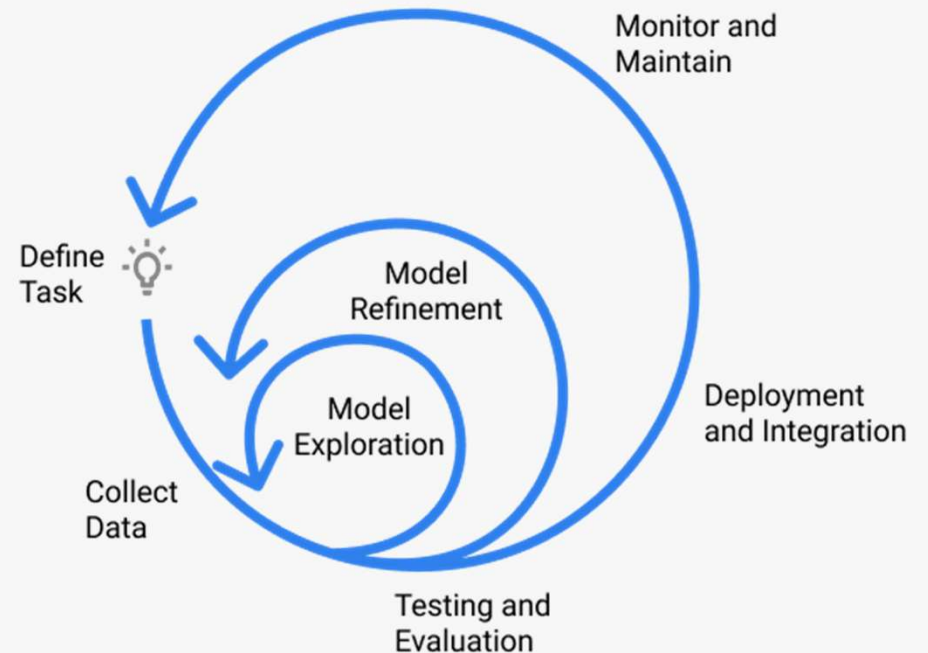 Monitor and
Maintain
Define
Task
Model
Refinement
Model
Exploration
Deployment
and Integration
Collect
Data
Testing and
Evaluation